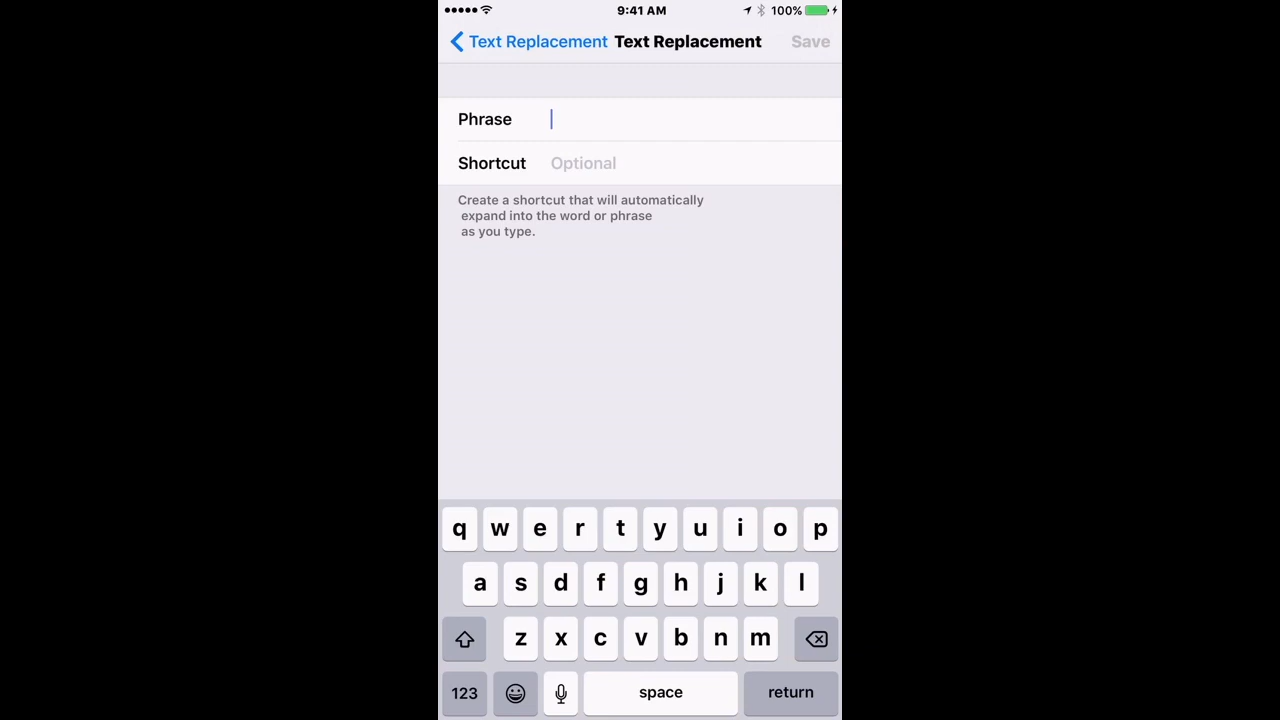 9:41 AM 100%
Text Replacement Text Replacement Save
Phrase
Shortcut Optional
Create a shortcut that will automatically
expand into the word or phrase
as you type.
q w e r t y u i o p
a s d f g h j k l
z x c v b n m
123 space return